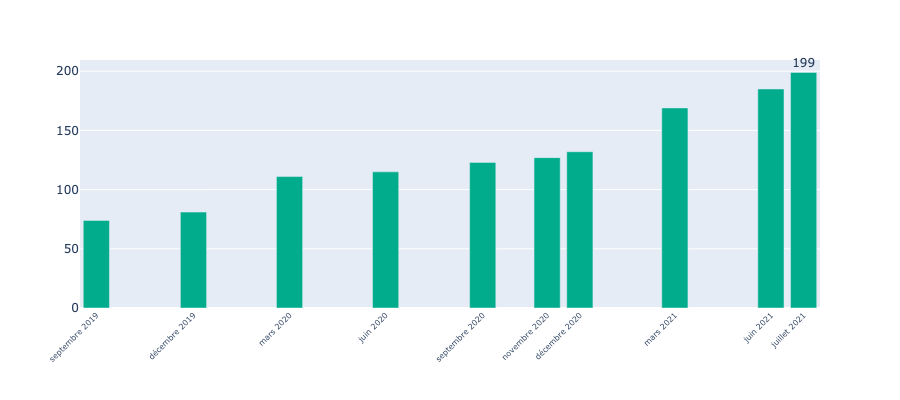 199
200
150
100
50
0
septembre 2019
décembre 2019
mars 2020
juin 2020
septembre 2020
novembre 2020
décembre 2020
mars 2021
juin 2021
juillet 2021